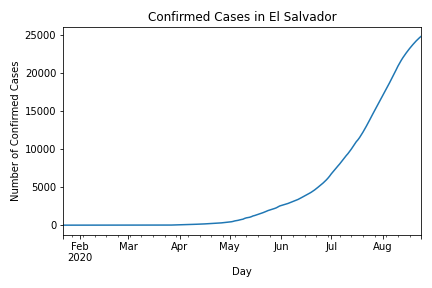 Confirmed Cases in El Salvador
Number of Confirmed Cases
25000
20000
15000
10000
5000
0
Feb Mar Apr May Jun Jul Aug
2020
Day